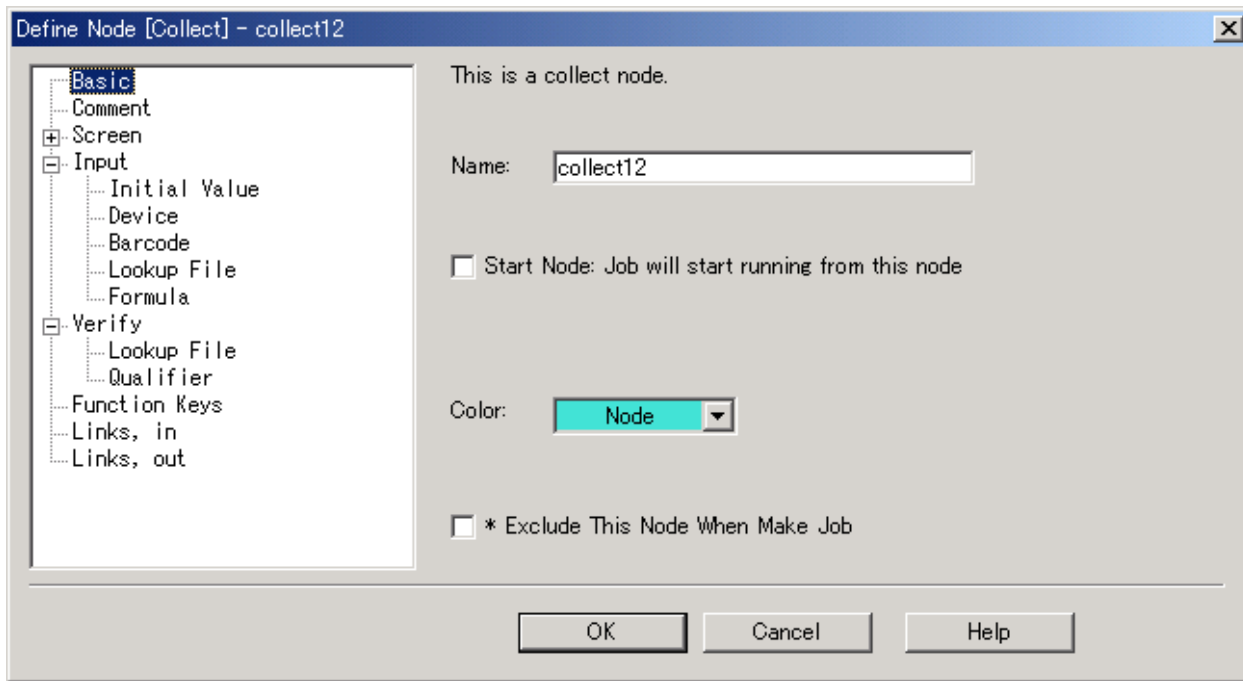 Define Node [Collect] - collect12
Basic
Comment
Screen
Input
Initial Value
Device
Barcode
Lookup File
Formula
Verify
Lookup File
Qualifier
Function Keys
Links, in
Links, out
This is a collect node.
Name: collect12
Start Node: Job will start running from this node
Color: Node
* Exclude This Node When Make Job
OK Cancel Help